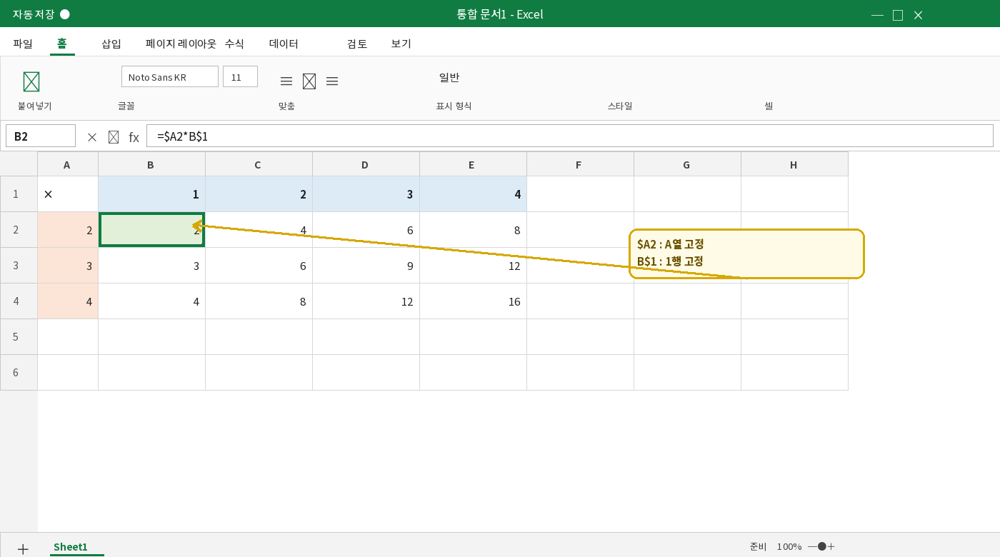 자동 저장
통합 문서1 - Excel
파일 홈 삽입 페이지 레이아웃 수식 데이터 검토 보기
Noto Sans KR 11 일반
붙여넣기 글꼴 맞춤 표시 형식 스타일 셀
B2 fx =$A2*B$1
A B C D E F G H
1 × 1 2 3 4
2 2 2 4 6 8
$A2 : A열 고정
B$1 : 1행 고정
3 3 3 6 9 12
4 4 4 8 12 16
5
6
+ Sheet1 준비 100% —●+